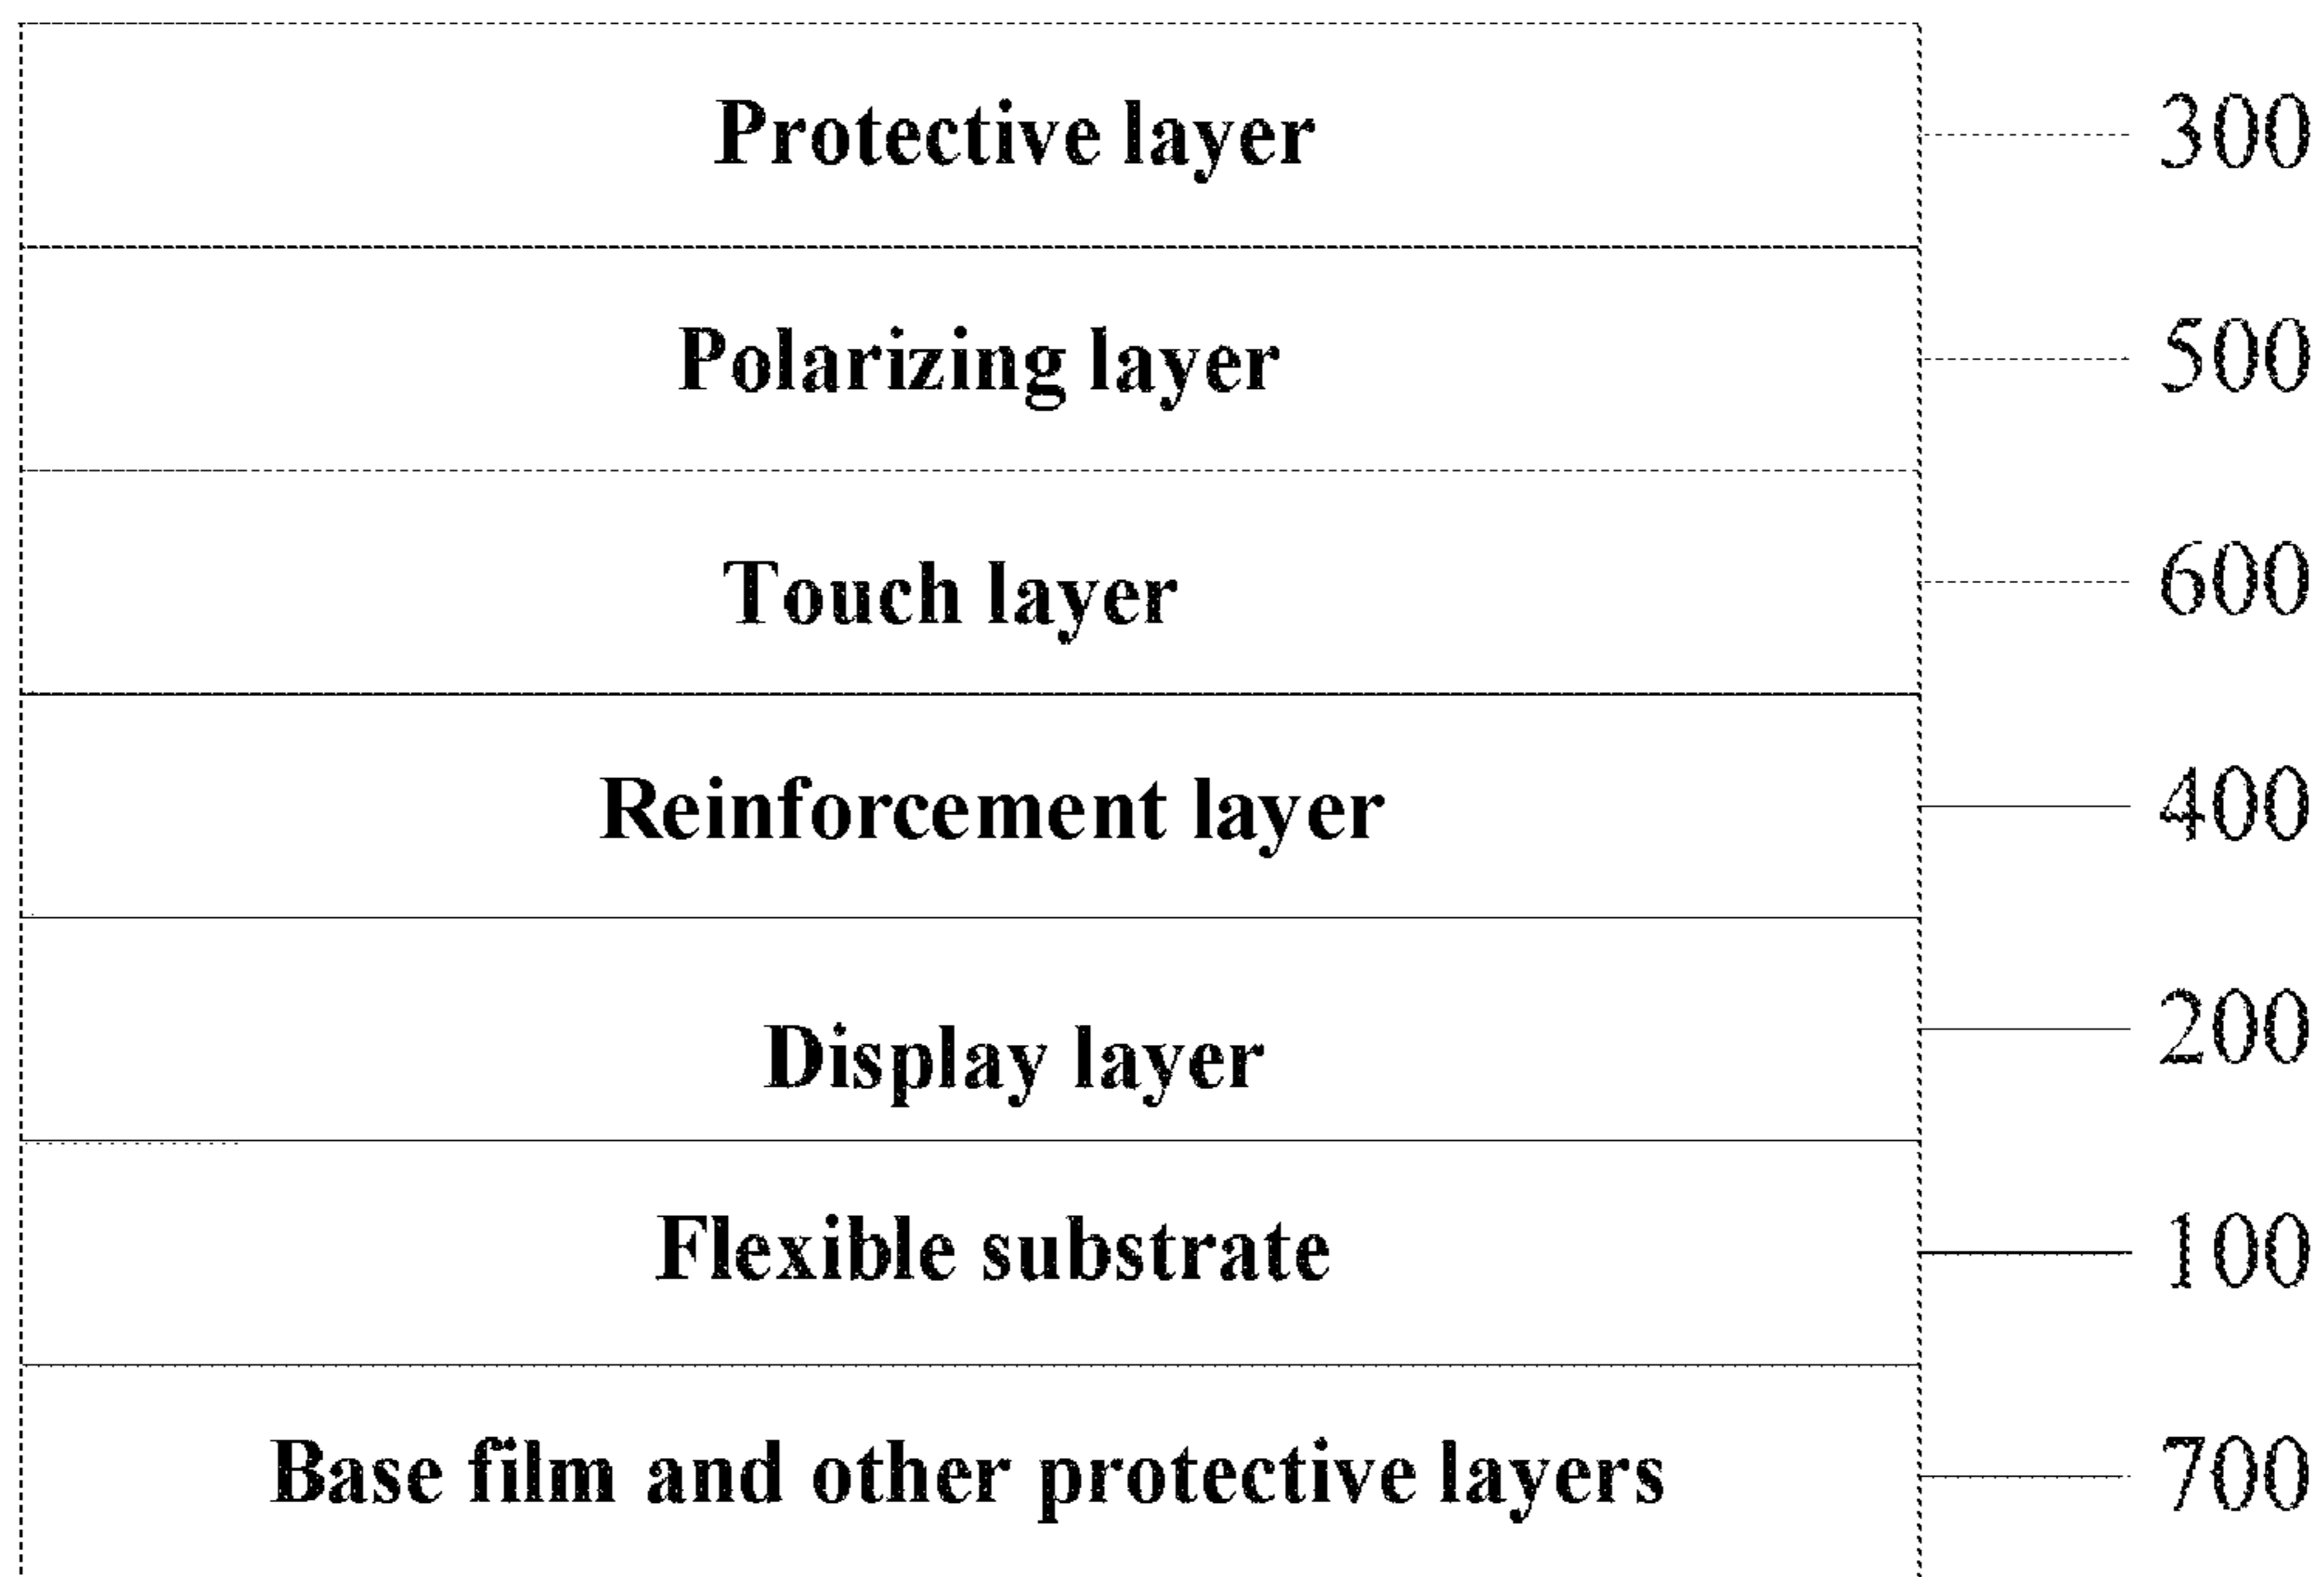 Protective layer 300
Polarizing layer 500
Touch layer 600
Reinforcement layer 400
Display layer 200
Flexible substrate 100
Base film and other protective layers 700